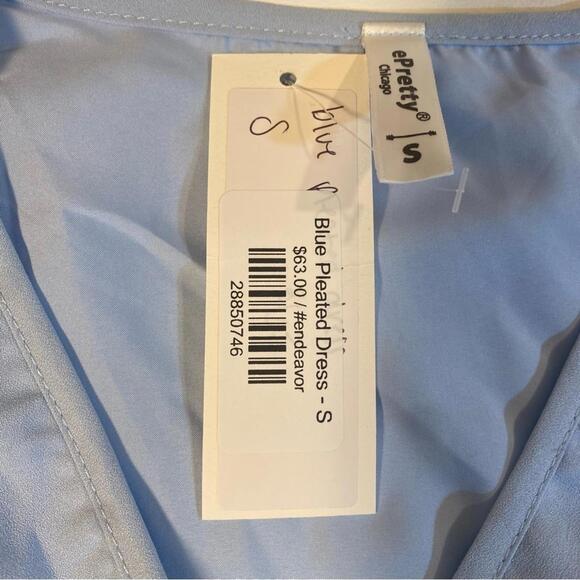 ePretty®
Chicago
S
blue
S
Blue Pleated Dress - S
$63.00 / #endeavor
28850746